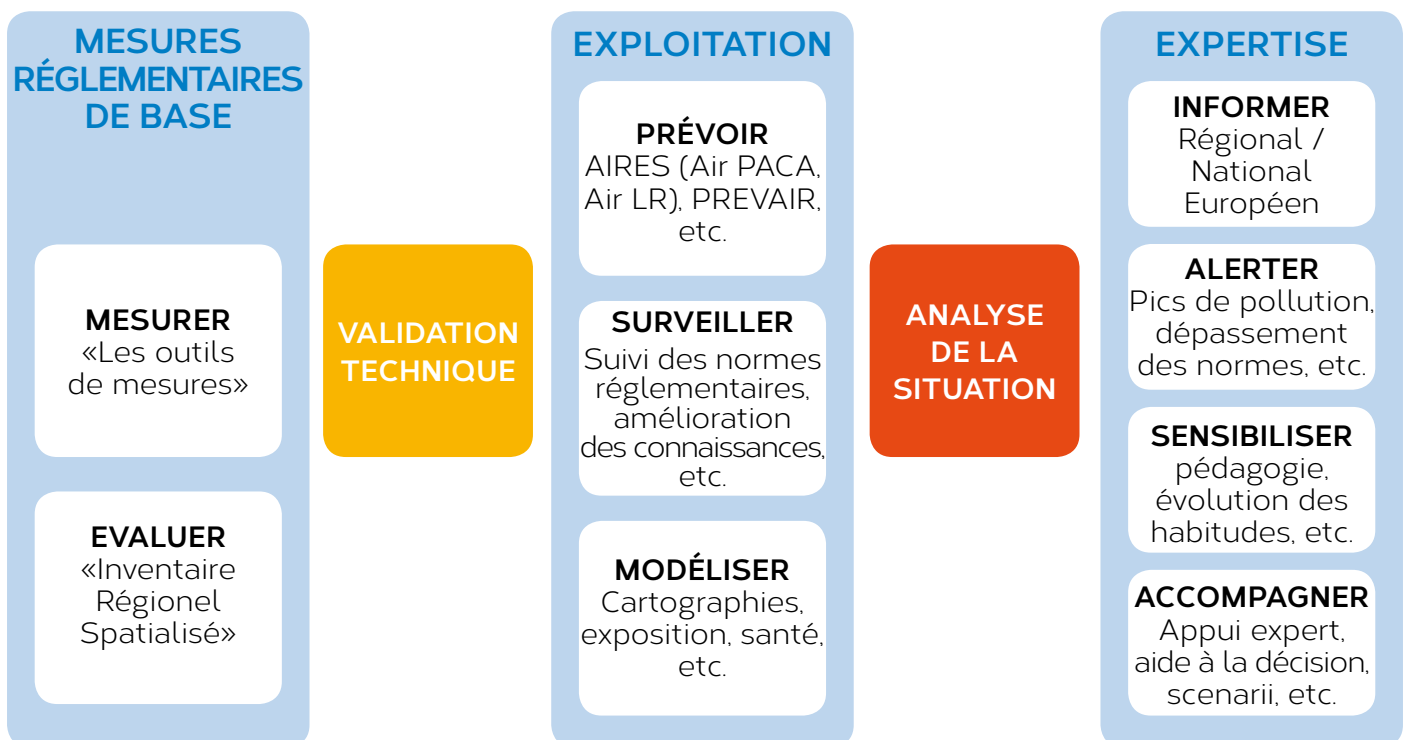 MESURES
RÉGLEMENTAIRES
DE BASE
MESURER
«Les outils
de mesures»
EVALUER
«Inventaire
Régionel
Spatialisé»
VALIDATION
TECHNIQUE
EXPLOITATION
PRÉVOIR
AIRES (Air PACA,
Air LR), PREVAIR,
etc.
SURVEILLER
Suivi des normes
réglementaires,
amélioration
des connaissances,
etc.
MODÉLISER
Cartographies,
exposition, santé,
etc.
ANALYSE
DE LA
SITUATION
EXPERTISE
INFORMER
Régional /
National
Européen
ALERTER
Pics de pollution,
dépassement
des normes, etc.
SENSIBILISER
pédagogie,
évolution des
habitudes, etc.
ACCOMPAGNER
Appui expert,
aide à la décision,
scenarii, etc.